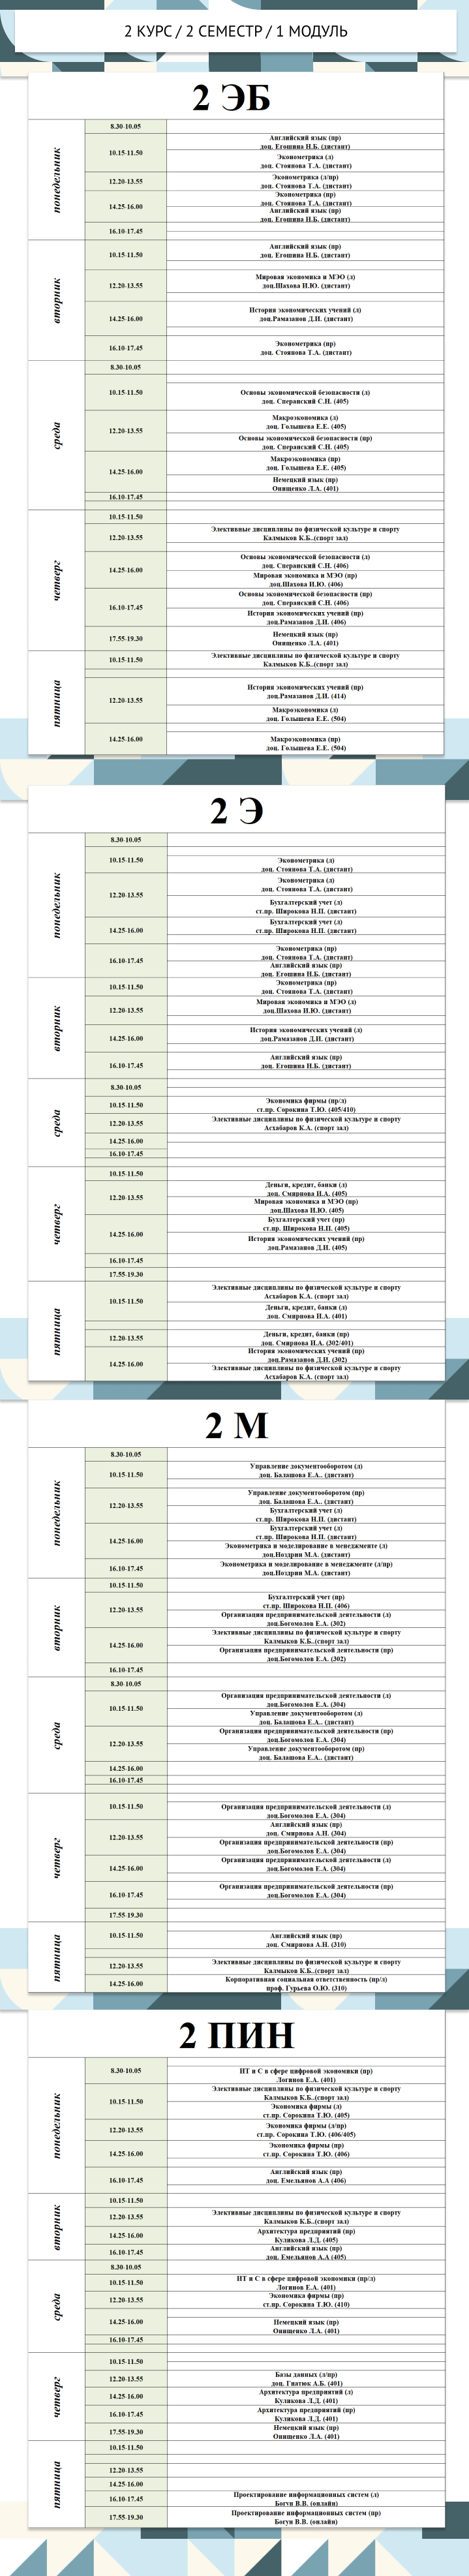 2 КУРС / 2 СЕМЕСТР / 1 МОДУЛЬ
2 ЭБ
понедельник
8.30-10.05
10.15-11.50
Английский язык (пр)
доц. Егошина Н.Б. (дистант)
Эконометрика (л)
доц. Стоянова Т.А. (дистант)
12.20-13.55
Эконометрика (л/пр)
доц. Стоянова Т.А. (дистант)
14.25-16.00
Эконометрика (пр)
доц. Стоянова Т.А. (дистант)
Английский язык (пр)
доц. Егошина Н.Б. (дистант)
16.10-17.45
вторник
10.15-11.50
Английский язык (пр)
доц. Егошина Н.Б. (дистант)
12.20-13.55
Мировая экономика и МЭО (л)
доц.Шахова И.Ю. (дистант)
14.25-16.00
История экономических учений (л)
доц.Рамазанов Д.И. (дистант)
16.10-17.45
Эконометрика (пр)
доц. Стоянова Т.А. (дистант)
среда
8.30-10.05
10.15-11.50
Основы экономической безопасности (л)
доц. Сперанский С.Н. (405)
12.20-13.55
Макроэкономика (л)
доц. Голышева Е.Е. (405)
Основы экономической безопасности (пр)
доц. Сперанский С.Н. (405)
14.25-16.00
Макроэкономика (пр)
доц. Голышева Е.Е. (405)
Немецкий язык (пр)
Онищенко Л.А. (401)
16.10-17.45
четверг
10.15-11.50
12.20-13.55
Элективные дисциплины по физической культуре и спорту
Калмыков К.Б..(спорт зал)
14.25-16.00
Основы экономической безопасности (л)
доц. Сперанский С.Н. (406)
Мировая экономика и МЭО (пр)
доц.Шахова И.Ю. (406)
16.10-17.45
Основы экономической безопасности (пр)
доц. Сперанский С.Н. (406)
История экономических учений (пр)
доц.Рамазанов Д.И. (406)
17.55-19.30
Немецкий язык (пр)
Онищенко Л.А. (401)
пятница
10.15-11.50
Элективные дисциплины по физической культуре и спорту
Калмыков К.Б..(спорт зал)
12.20-13.55
История экономических учений (пр)
доц.Рамазанов Д.И. (414)
Макроэкономика (л)
доц. Голышева Е.Е. (504)
14.25-16.00
Макроэкономика (пр)
доц. Голышева Е.Е. (504)
2 Э
понедельник
8.30-10.05
10.15-11.50
Эконометрика (л)
доц. Стоянова Т.А. (дистант)
12.20-13.55
Эконометрика (л)
доц. Стоянова Т.А. (дистант)
Бухгалтерский учет (л)
ст.пр. Широкова Н.П. (дистант)
14.25-16.00
Бухгалтерский учет (л)
ст.пр. Широкова Н.П. (дистант)
16.10-17.45
Эконометрика (пр)
доц. Стоянова Т.А. (дистант)
Английский язык (пр)
доц. Егошина Н.Б. (дистант)
вторник
10.15-11.50
Эконометрика (пр)
доц. Стоянова Т.А. (дистант)
12.20-13.55
Мировая экономика и МЭО (л)
доц.Шахова И.Ю. (дистант)
14.25-16.00
История экономических учений (л)
доц.Рамазанов Д.И. (дистант)
16.10-17.45
Английский язык (пр)
доц. Егошина Н.Б. (дистант)
среда
8.30-10.05
10.15-11.50
Экономика фирмы (пр/л)
ст.пр. Сорокина Т.Ю. (405/410)
12.20-13.55
Элективные дисциплины по физической культуре и спорту
Асхабаров К.А. (спорт зал)
14.25-16.00
16.10-17.45
четверг
10.15-11.50
12.20-13.55
Деньги, кредит, банки (л)
доц. Смирнова И.А. (405)
Мировая экономика и МЭО (пр)
доц.Шахова И.Ю. (405)
14.25-16.00
Бухгалтерский учет (пр)
ст.пр. Широкова Н.П. (405)
История экономических учений (пр)
доц.Рамазанов Д.И. (405)
16.10-17.45
17.55-19.30
пятница
10.15-11.50
Элективные дисциплины по физической культуре и спорту
Асхабаров К.А. (спорт зал)
Деньги, кредит, банки (л)
доц. Смирнова И.А. (401)
12.20-13.55
Деньги, кредит, банки (пр)
доц. Смирнова И.А. (302/401)
14.25-16.00
История экономических учений (пр)
доц.Рамазанов Д.И. (302)
Элективные дисциплины по физической культуре и спорту
Асхабаров К.А. (спорт зал)
2 М
понедельник
8.30-10.05
10.15-11.50
Управление документооборотом (л)
доц. Балашова Е.А.. (дистант)
12.20-13.55
Управление документооборотом (пр)
доц. Балашова Е.А.. (дистант)
Бухгалтерский учет (л)
ст.пр. Широкова Н.П. (дистант)
14.25-16.00
Бухгалтерский учет (л)
ст.пр. Широкова Н.П. (дистант)
Эконометрика и моделирование в менеджменте (л)
доц.Ноздрин М.А. (дистант)
16.10-17.45
Эконометрика и моделирование в менеджменте (л/пр)
доц.Ноздрин М.А. (дистант)
вторник
10.15-11.50
12.20-13.55
Бухгалтерский учет (пр)
ст.пр. Широкова Н.П. (406)
Организация предпринимательской деятельности (л)
доц.Богомолов Е.А. (302)
14.25-16.00
Элективные дисциплины по физической культуре и спорту
Калмыков К.Б..(спорт зал)
Организация предпринимательской деятельности (пр)
доц.Богомолов Е.А. (302)
16.10-17.45
среда
8.30-10.05
10.15-11.50
Организация предпринимательской деятельности (л)
доц.Богомолов Е.А. (304)
Управление документооборотом (л)
доц. Балашова Е.А.. (дистант)
12.20-13.55
Организация предпринимательской деятельности (пр)
доц.Богомолов Е.А. (304)
Управление документооборотом (пр)
доц. Балашова Е.А.. (дистант)
14.25-16.00
16.10-17.45
четверг
10.15-11.50
Организация предпринимательской деятельности (л)
доц.Богомолов Е.А. (304)
12.20-13.55
Английский язык (пр)
доц. Смирнова А.Н. (304)
Организация предпринимательской деятельности (пр)
доц.Богомолов Е.А. (304)
14.25-16.00
Организация предпринимательской деятельности (л)
доц.Богомолов Е.А. (304)
16.10-17.45
Организация предпринимательской деятельности (пр)
доц.Богомолов Е.А. (304)
17.55-19.30
пятница
10.15-11.50
Английский язык (пр)
доц. Смирнова А.Н. (310)
12.20-13.55
Элективные дисциплины по физической культуре и спорту
Калмыков К.Б..(спорт зал)
14.25-16.00
Корпоративная социальная ответственность (пр/л)
проф. Гурьева О.Ю. (310)
2 ПИН
понедельник
8.30-10.05
ИТ и С в сфере цифровой экономики (пр)
Логинов Е.А. (401)
10.15-11.50
Элективные дисциплины по физической культуре и спорту
Калмыков К.Б..(спорт зал)
Экономика фирмы (л)
ст.пр. Сорокина Т.Ю. (405)
12.20-13.55
Экономика фирмы (л/пр)
ст.пр. Сорокина Т.Ю. (406/405)
14.25-16.00
Экономика фирмы (пр)
ст.пр. Сорокина Т.Ю. (406)
16.10-17.45
Английский язык (пр)
доц. Емельянов А.А (406)
вторник
10.15-11.50
12.20-13.55
Элективные дисциплины по физической культуре и спорту
Калмыков К.Б..(спорт зал)
14.25-16.00
Архитектура предприятий (пр)
Куликова Л.Д. (405)
16.10-17.45
Английский язык (пр)
доц. Емельянов А.А (405)
среда
8.30-10.05
10.15-11.50
ИТ и С в сфере цифровой экономики (пр/л)
Логинов Е.А. (401)
12.20-13.55
Экономика фирмы (пр)
ст.пр. Сорокина Т.Ю. (410)
14.25-16.00
Немецкий язык (пр)
Онищенко Л.А. (401)
16.10-17.45
четверг
10.15-11.50
12.20-13.55
Базы данных (л/пр)
доц. Гнатюк А.Б. (401)
14.25-16.00
Архитектура предприятий (л)
Куликова Л.Д. (401)
16.10-17.45
Архитектура предприятий (пр)
Куликова Л.Д. (401)
17.55-19.30
Немецкий язык (пр)
Онищенко Л.А. (401)
пятница
10.15-11.50
12.20-13.55
14.25-16.00
16.10-17.45
Проектирование информационных систем (л)
Богун В.В. (онлайн)
17.55-19.30
Проектирование информационных систем (пр)
Богун В.В. (онлайн)